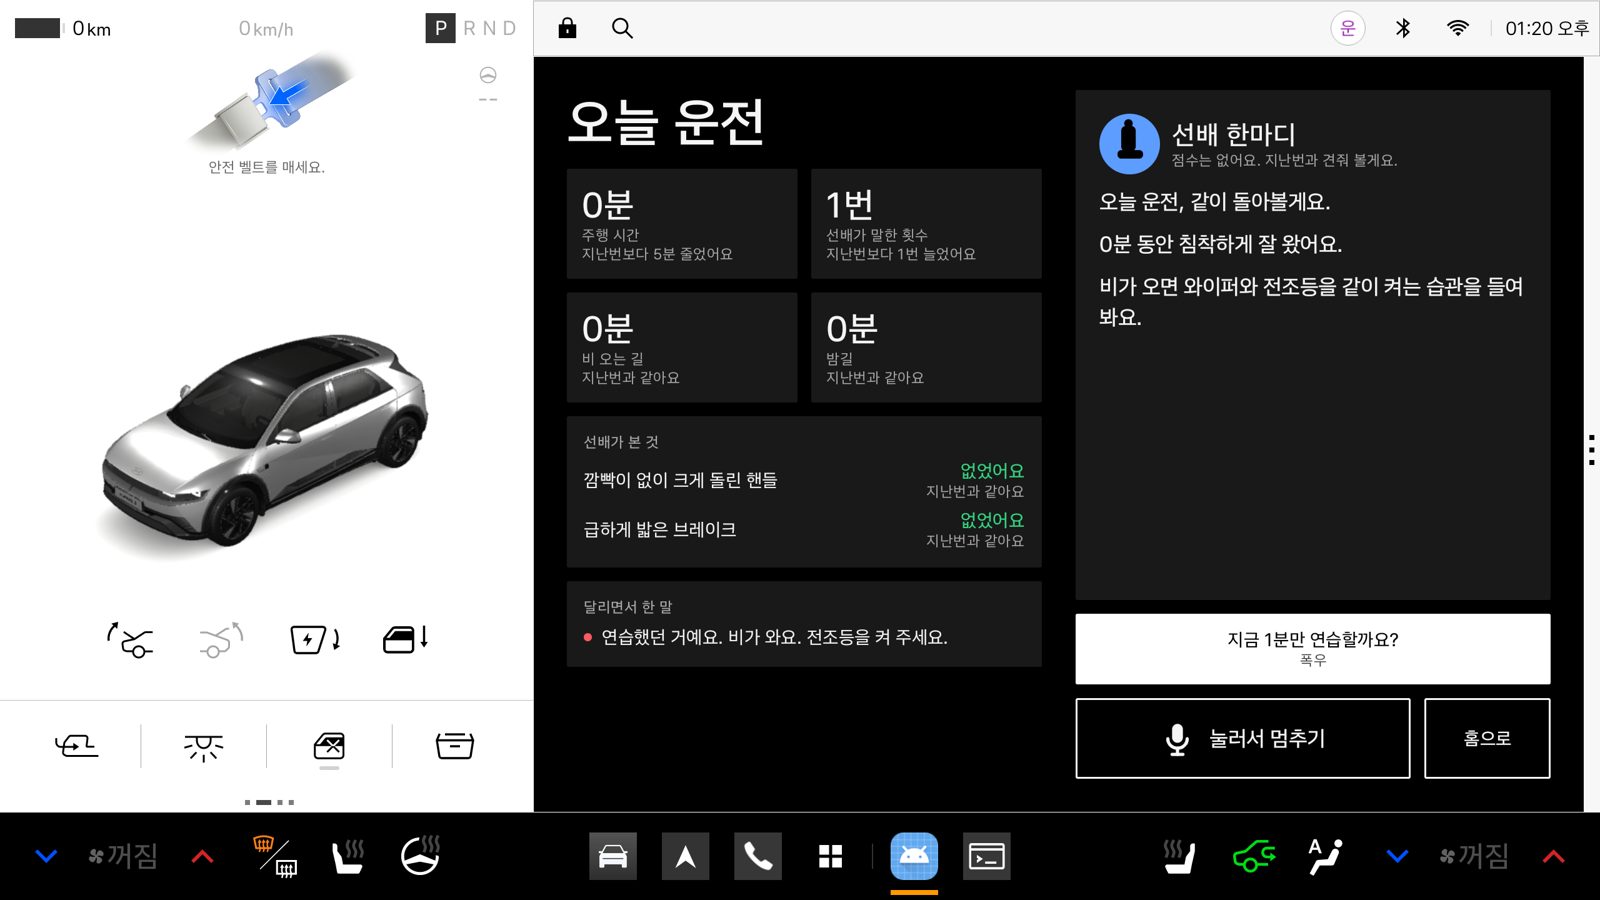 0km
0km/h
P R N D
안전 벨트를 매세요.
운
01:20 오후
오늘 운전
0분
주행 시간
지난번보다 5분 줄었어요
1번
선배가 말한 횟수
지난번보다 1번 늘었어요
0분
비 오는 길
지난번과 같아요
0분
밤길
지난번과 같아요
선배가 본 것
깜빡이 없이 크게 돌린 핸들
없었어요
지난번과 같아요
급하게 밟은 브레이크
없었어요
지난번과 같아요
달리면서 한 말
연습했던 거예요. 비가 와요. 전조등을 켜 주세요.
선배 한마디
점수는 없어요. 지난번과 견줘 볼게요.
오늘 운전, 같이 돌아볼게요.
0분 동안 침착하게 잘 왔어요.
비가 오면 와이퍼와 전조등을 같이 켜는 습관을 들여
봐요.
지금 1분만 연습할까요?
폭우
눌러서 멈추기
홈으로
꺼짐
A
꺼짐